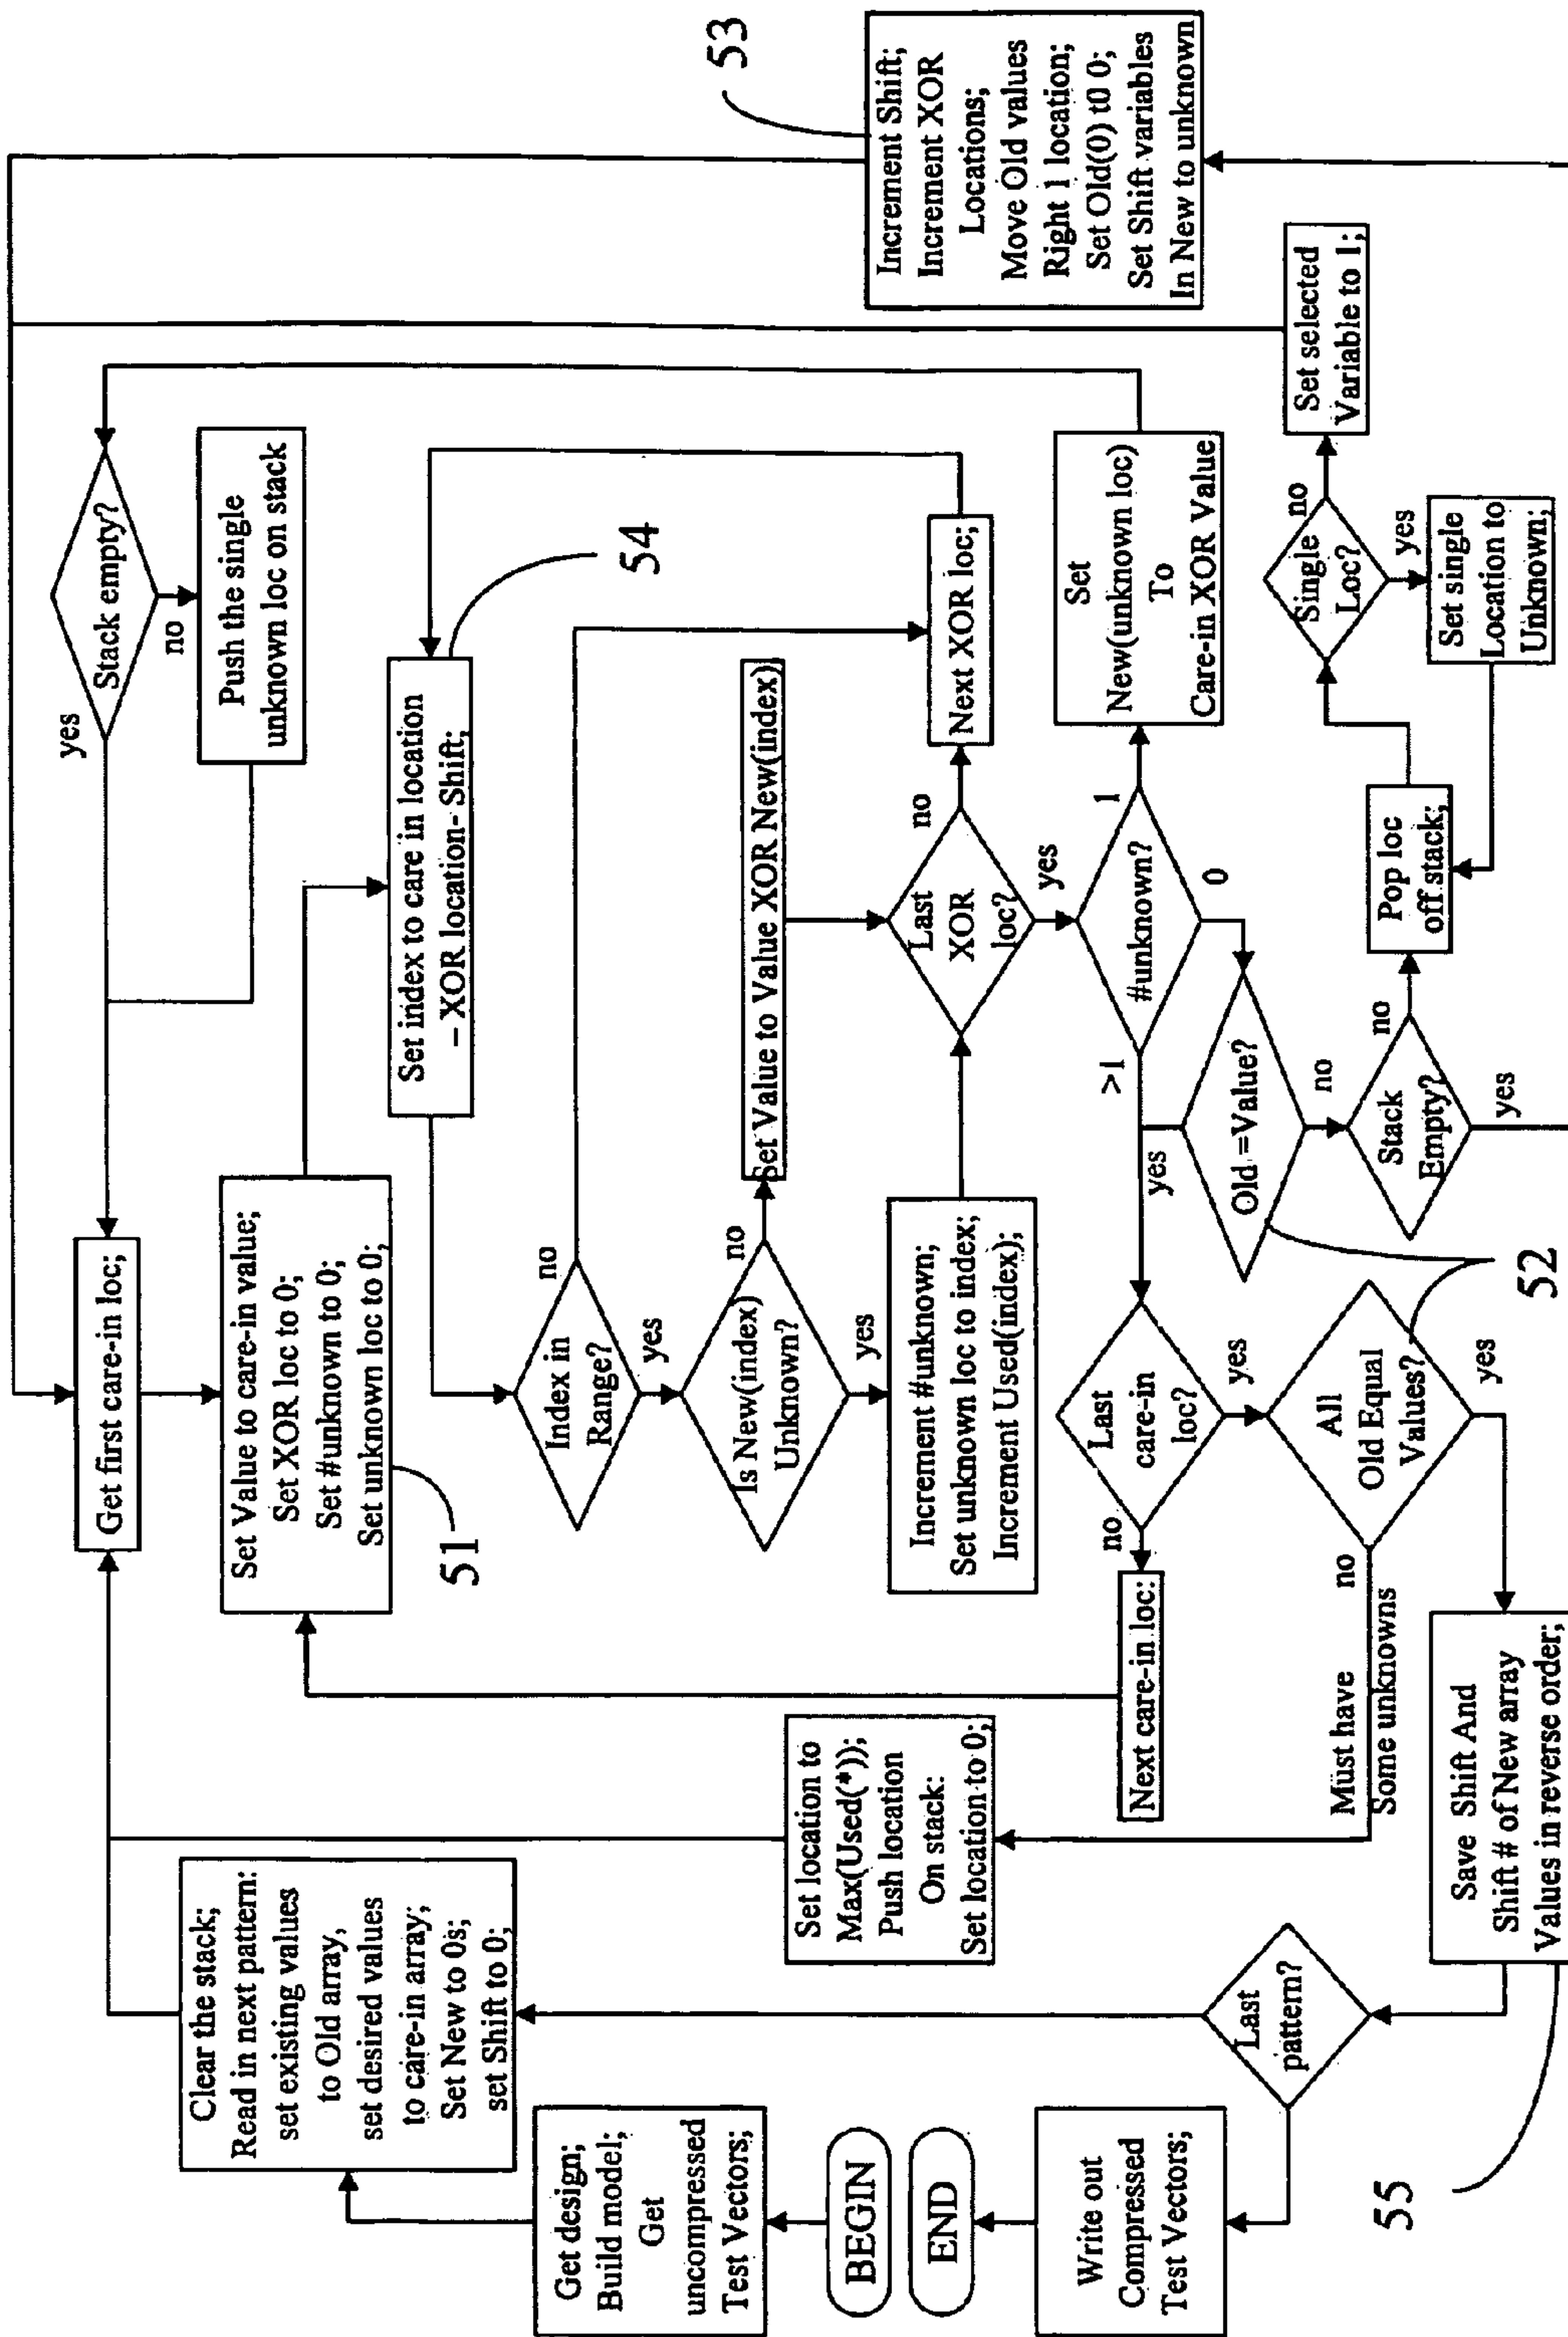 BEGIN
Get design;
Build model;
Get
uncompressed
Test Vectors;
Clear the stack;
Read in next pattern:
set existing values
to Old array,
set desired values
to care-in array;
Set New to 0s;
set Shift to 0;
Get first care-in loc;
Set Value to care-in value;
Set XOR loc to 0;
Set #unknown to 0;
Set unknown loc to 0;
51
Stack empty?
yes
no
Push the single
unknown loc on stack
Set index to care in location
– XOR location- Shift;
54
Index in
Range?
no
yes
Is New(index)
Unknown?
no
yes
Set Value to Value XOR New(index)
Increment #unknown;
Set unknown loc to index;
Increment Used(index);
Last
XOR
loc?
no
yes
Next XOR loc;
#unknown?
>1
1
0
Set
New(unknown loc)
To
Care-in XOR Value
Old =Value?
yes
no
Stack
Empty?
no
yes
Pop loc
off stack;
Single
Loc?
no
yes
Set selected
Variable to 1;
Set single
Location to
Unknown;
Increment Shift;
Increment XOR
Locations;
Move Old values
Right 1 location;
Set Old(0) t0 0;
Set Shift variables
In New to unknown
53
Last
care-in
loc?
no
yes
Next care-in loc:
All
Old Equal
Values?
no
yes
52
Must have
Some unknowns
Set location to
Max(Used(*));
Push location
On stack:
Set location to 0;
Save Shift And
Shift # of New array
Values in reverse order;
55
Last
pattern?
Write out
Compressed
Test Vectors;
END